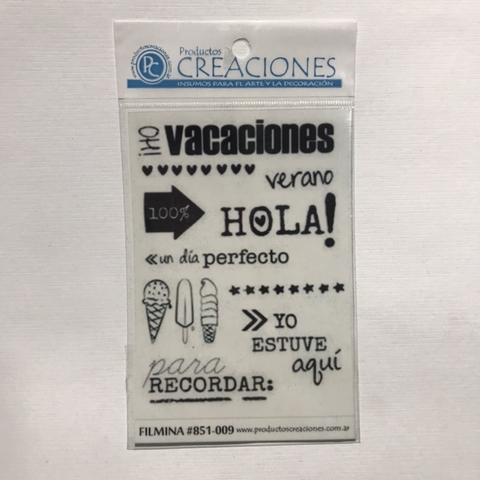 Productos
CREACIONES
INSUMOS PARA EL ARTE Y LA DECORACIÓN
PC
OH! vacaciones
verano
100% HOLA!
«un día perfecto
» YO
ESTUVE
aquí
para
RECORDAR:
FILMINA #851-009 www.productoscreaciones.com.ar